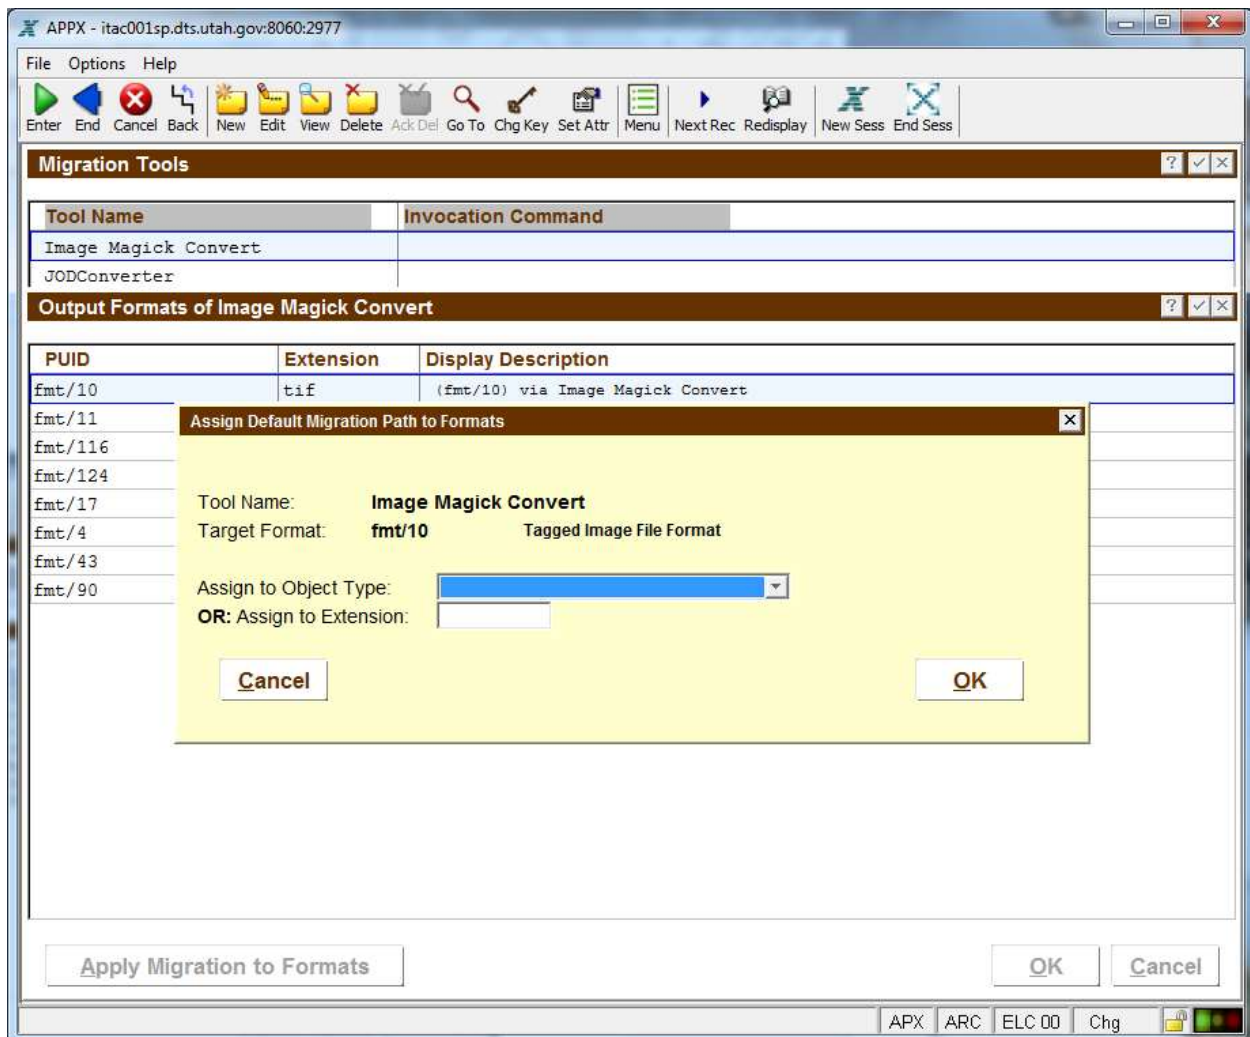 APPX - itac001sp.dts.utah.gov:8060:2977
File Options Help
Enter End Cancel Back New Edit View Delete Ack Del Go To Chg Key Set Attr Menu Next Rec Redisplay New Sess End Sess
Migration Tools
Tool Name Invocation Command
Image Magick Convert
JODConverter
Output Formats of Image Magick Convert
PUID Extension Display Description
fmt/10 tif (fmt/10) via Image Magick Convert
fmt/11
fmt/116
fmt/124
fmt/17
fmt/4
fmt/43
fmt/90
Assign Default Migration Path to Formats
Tool Name: Image Magick Convert
Target Format: fmt/10 Tagged Image File Format
Assign to Object Type:
OR: Assign to Extension:
Cancel OK
Apply Migration to Formats OK Cancel
APX ARC ELC 00 Chg